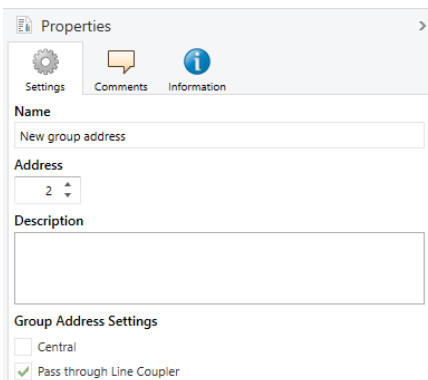 Properties
Settings Comments Information
Name
New group address
Address
2
Description
Group Address Settings
Central
Pass through Line Coupler